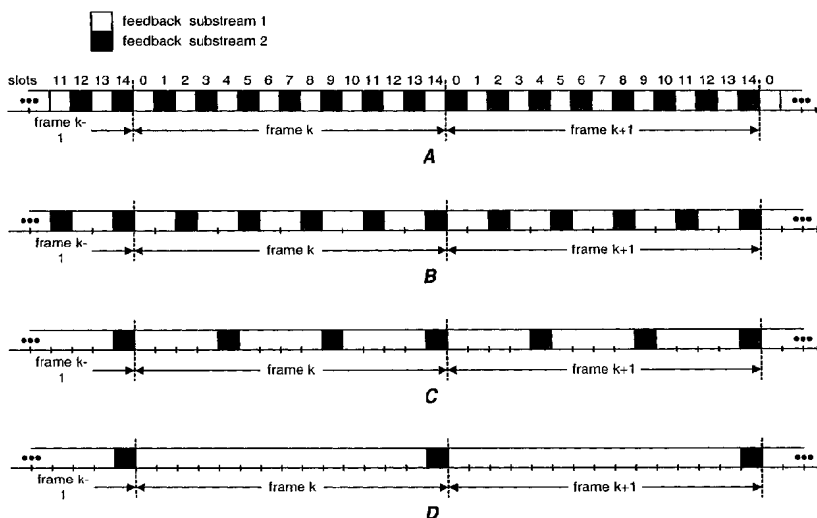 feedback substream 1
feedback substream 2
slots 11 12 13 14 0 1 2 3 4 5 6 7 8 9 10 11 12 13 14 0 1 2 3 4 5 6 7 8 9 10 11 12 13 14 0
frame k-1 frame k frame k+1
A
frame k-1 frame k frame k+1
B
frame k-1 frame k frame k+1
C
frame k-1 frame k frame k+1
D